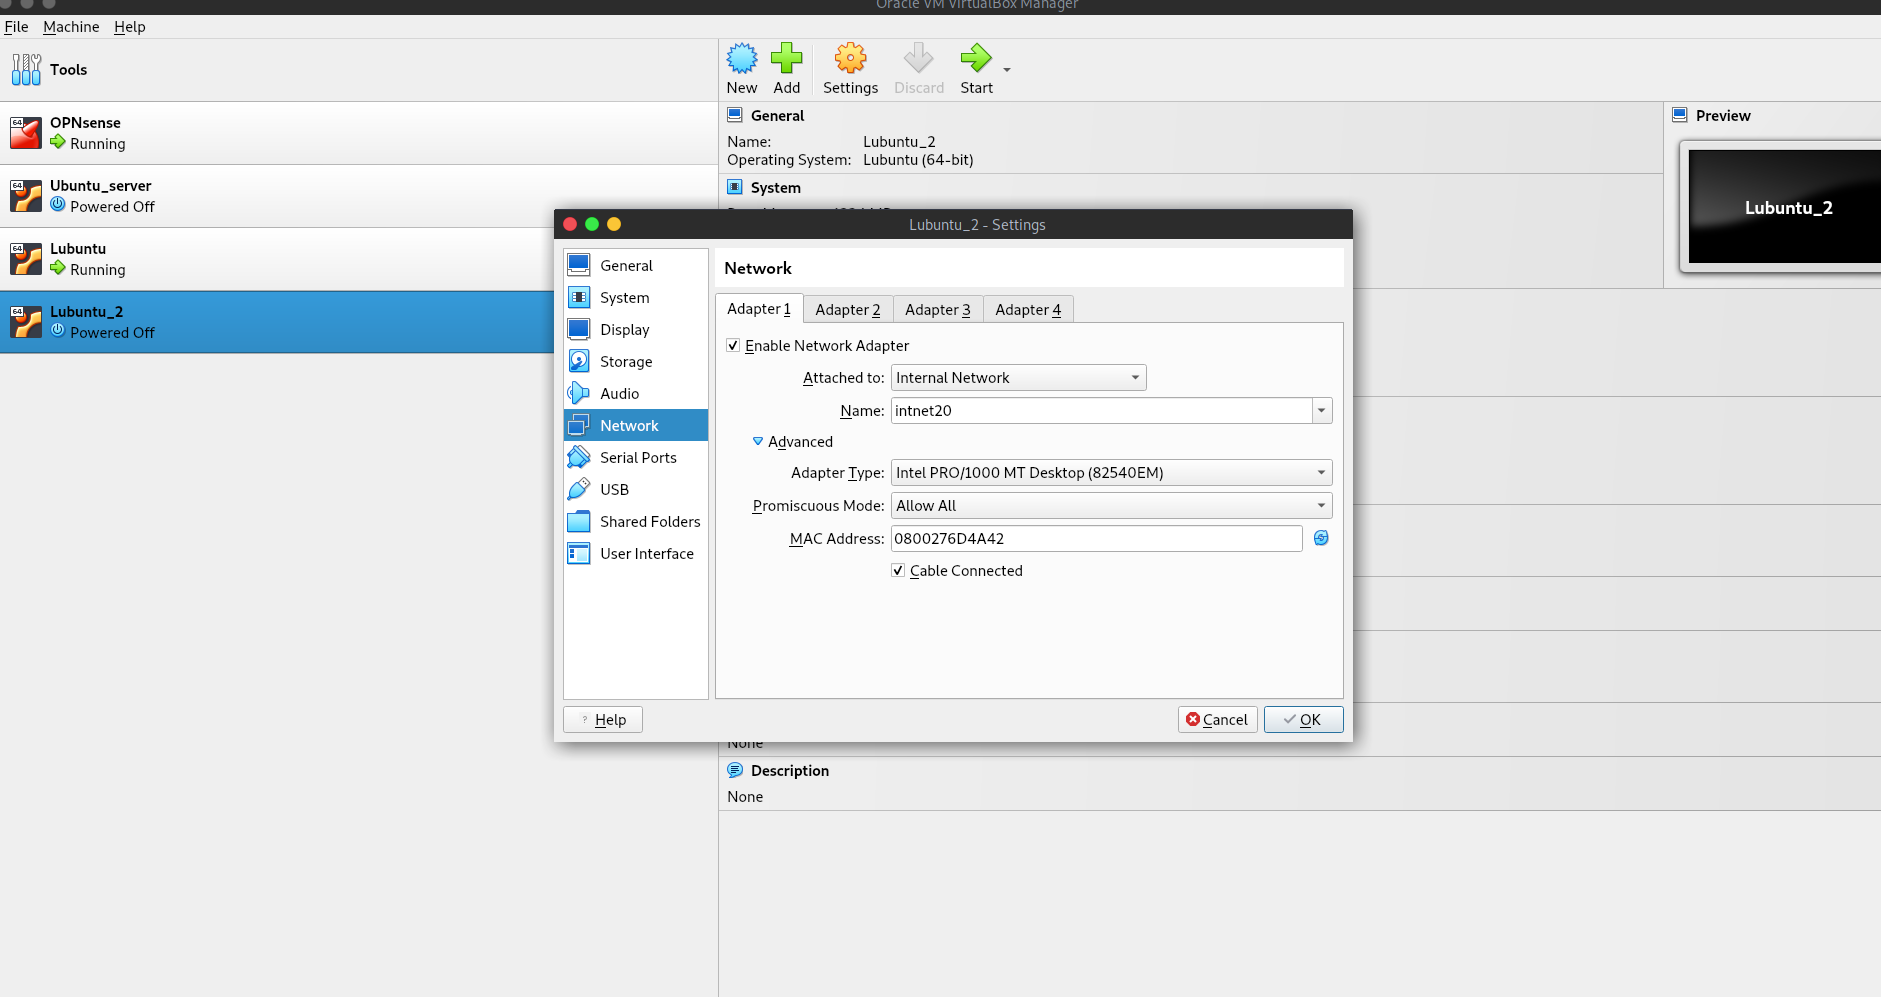 Oracle VM VirtualBox Manager
File Machine Help
Tools
New Add Settings Discard Start
64
OPNsense
Running
64
Ubuntu_server
Powered Off
64
Lubuntu
Running
64
Lubuntu_2
Powered Off
General
Name: Lubuntu_2
Operating System: Lubuntu (64-bit)
System
Preview
Lubuntu_2
Lubuntu_2 - Settings
General
System
Display
Storage
Audio
Network
Serial Ports
USB
Shared Folders
User Interface
Network
Adapter 1 Adapter 2 Adapter 3 Adapter 4
Enable Network Adapter
Attached to: Internal Network
Name: intnet20
Advanced
Adapter Type: Intel PRO/1000 MT Desktop (82540EM)
Promiscuous Mode: Allow All
MAC Address: 0800276D4A42
Cable Connected
? Help
Cancel OK
None
Description
None